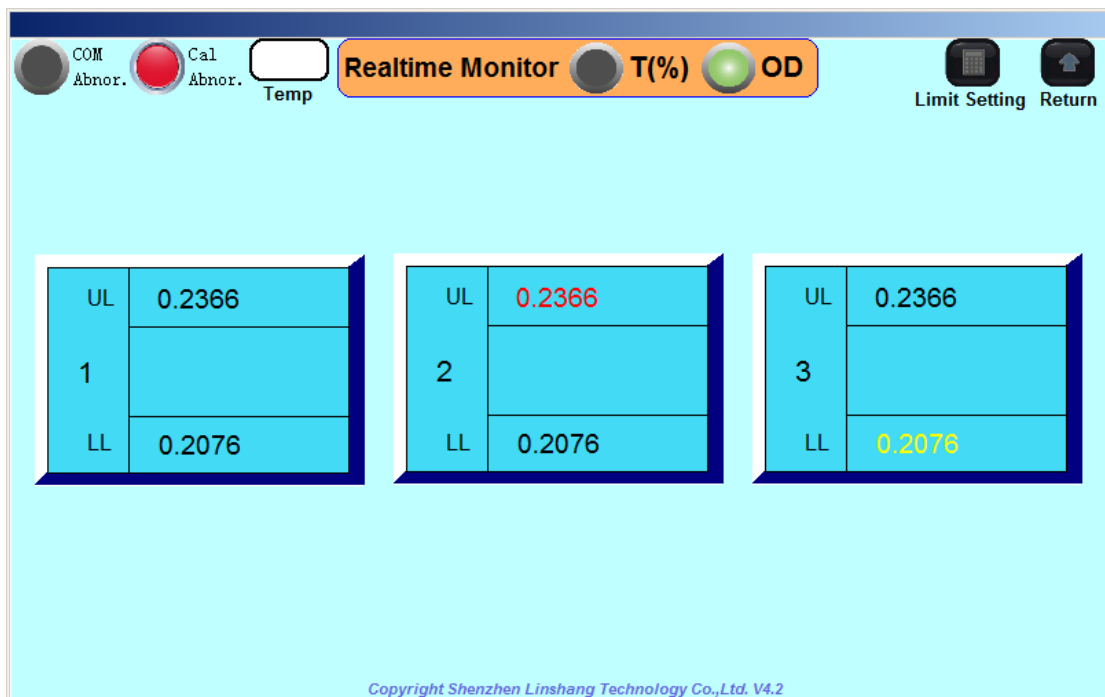 COM
Abnor.
Cal
Abnor.
Temp
Realtime Monitor T(%) OD
Limit Setting
Return
UL 0.2366
1
LL 0.2076
UL 0.2366
2
LL 0.2076
UL 0.2366
3
LL 0.2076
Copyright Shenzhen Linshang Technology Co.,Ltd. V4.2